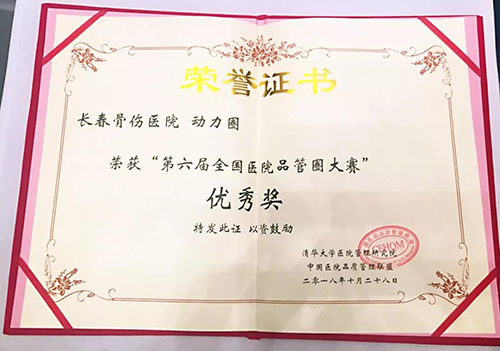 荣誉证书
长春骨伤医院 动力圈
荣获“第六届全国医院品管圈大赛”
优秀奖
特发此证 以资鼓励
清华大学医院管理研究院
中国医院品质管理联盟
二零一八年十月二十八日
CHQM